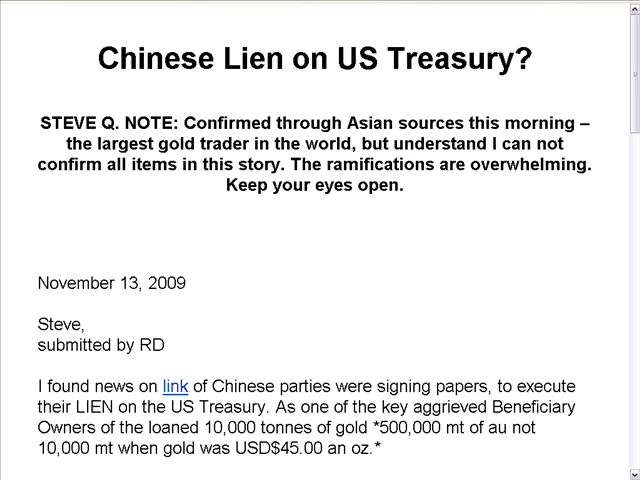 Chinese Lien on US Treasury?
STEVE Q. NOTE: Confirmed through Asian sources this morning –
the largest gold trader in the world, but understand I can not
confirm all items in this story. The ramifications are overwhelming.
Keep your eyes open.
November 13, 2009
Steve,
submitted by RD
I found news on link of Chinese parties were signing papers, to execute
their LIEN on the US Treasury. As one of the key aggrieved Beneficiary
Owners of the loaned 10,000 tonnes of gold *500,000 mt of au not
10,000 mt when gold was USD$45.00 an oz.*